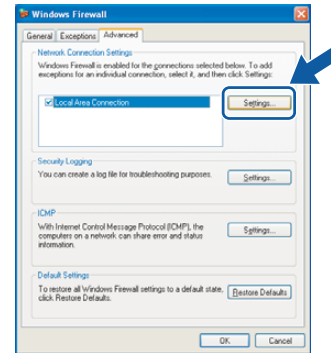 Windows Firewall
General Exceptions Advanced
Network Connection Settings
Windows Firewall is enabled for the connections selected below. To add
exceptions for an individual connection, select it, and then click Settings:
Local Area Connection
Settings...
Security Logging
You can create a log file for troubleshooting purposes.
Settings...
ICMP
With Internet Control Message Protocol (ICMP), the
computers on a network can share error and status
information.
Settings...
Default Settings
To restore all Windows Firewall settings to a default state,
click Restore Defaults.
Restore Defaults
OK Cancel